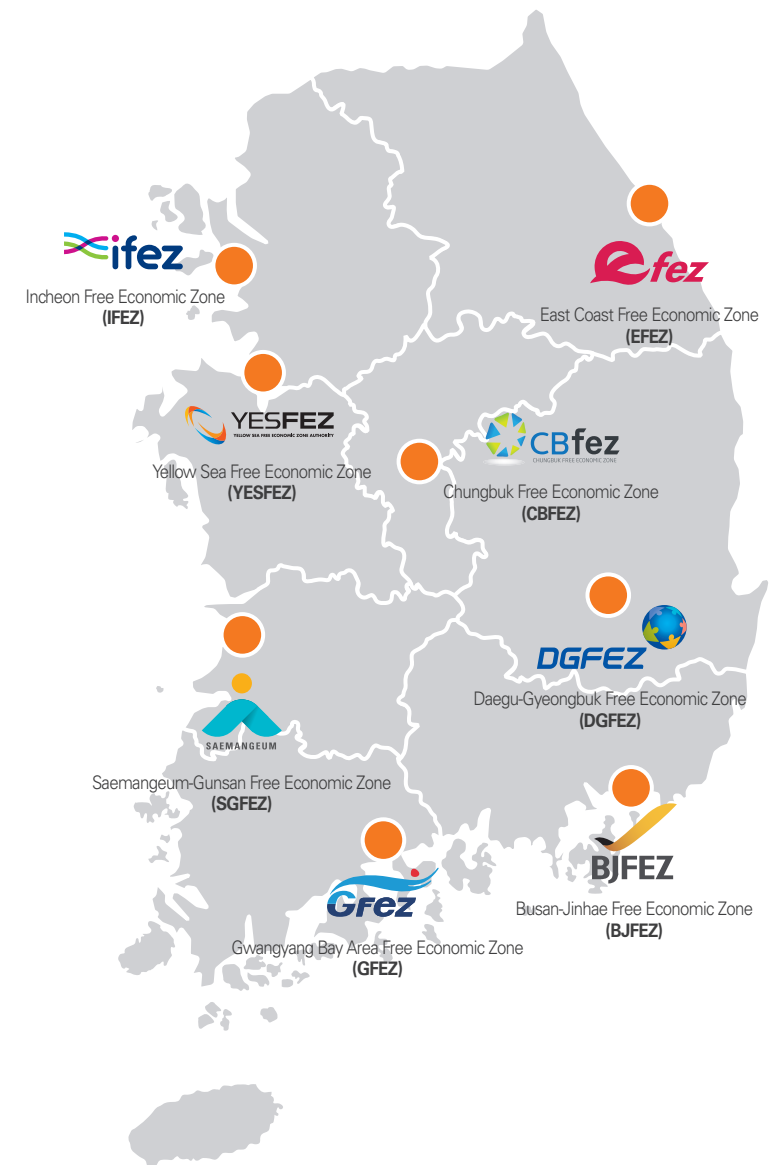 ifez
Incheon Free Economic Zone
(IFEZ)
efez
East Coast Free Economic Zone
(EFEZ)
YESFEZ
YELLOW SEA FREE ECONOMIC ZONE AUTHORITY
Yellow Sea Free Economic Zone
(YESFEZ)
CBfez
CHUNGBUK FREE ECONOMIC ZONE
Chungbuk Free Economic Zone
(CBFEZ)
DGFEZ
Daegu-Gyeongbuk Free Economic Zone
(DGFEZ)
SAEMANGEUM
Saemangeum-Gunsan Free Economic Zone
(SGFEZ)
BJFEZ
Busan-Jinhae Free Economic Zone
(BJFEZ)
GFEZ
Gwangyang Bay Area Free Economic Zone
(GFEZ)